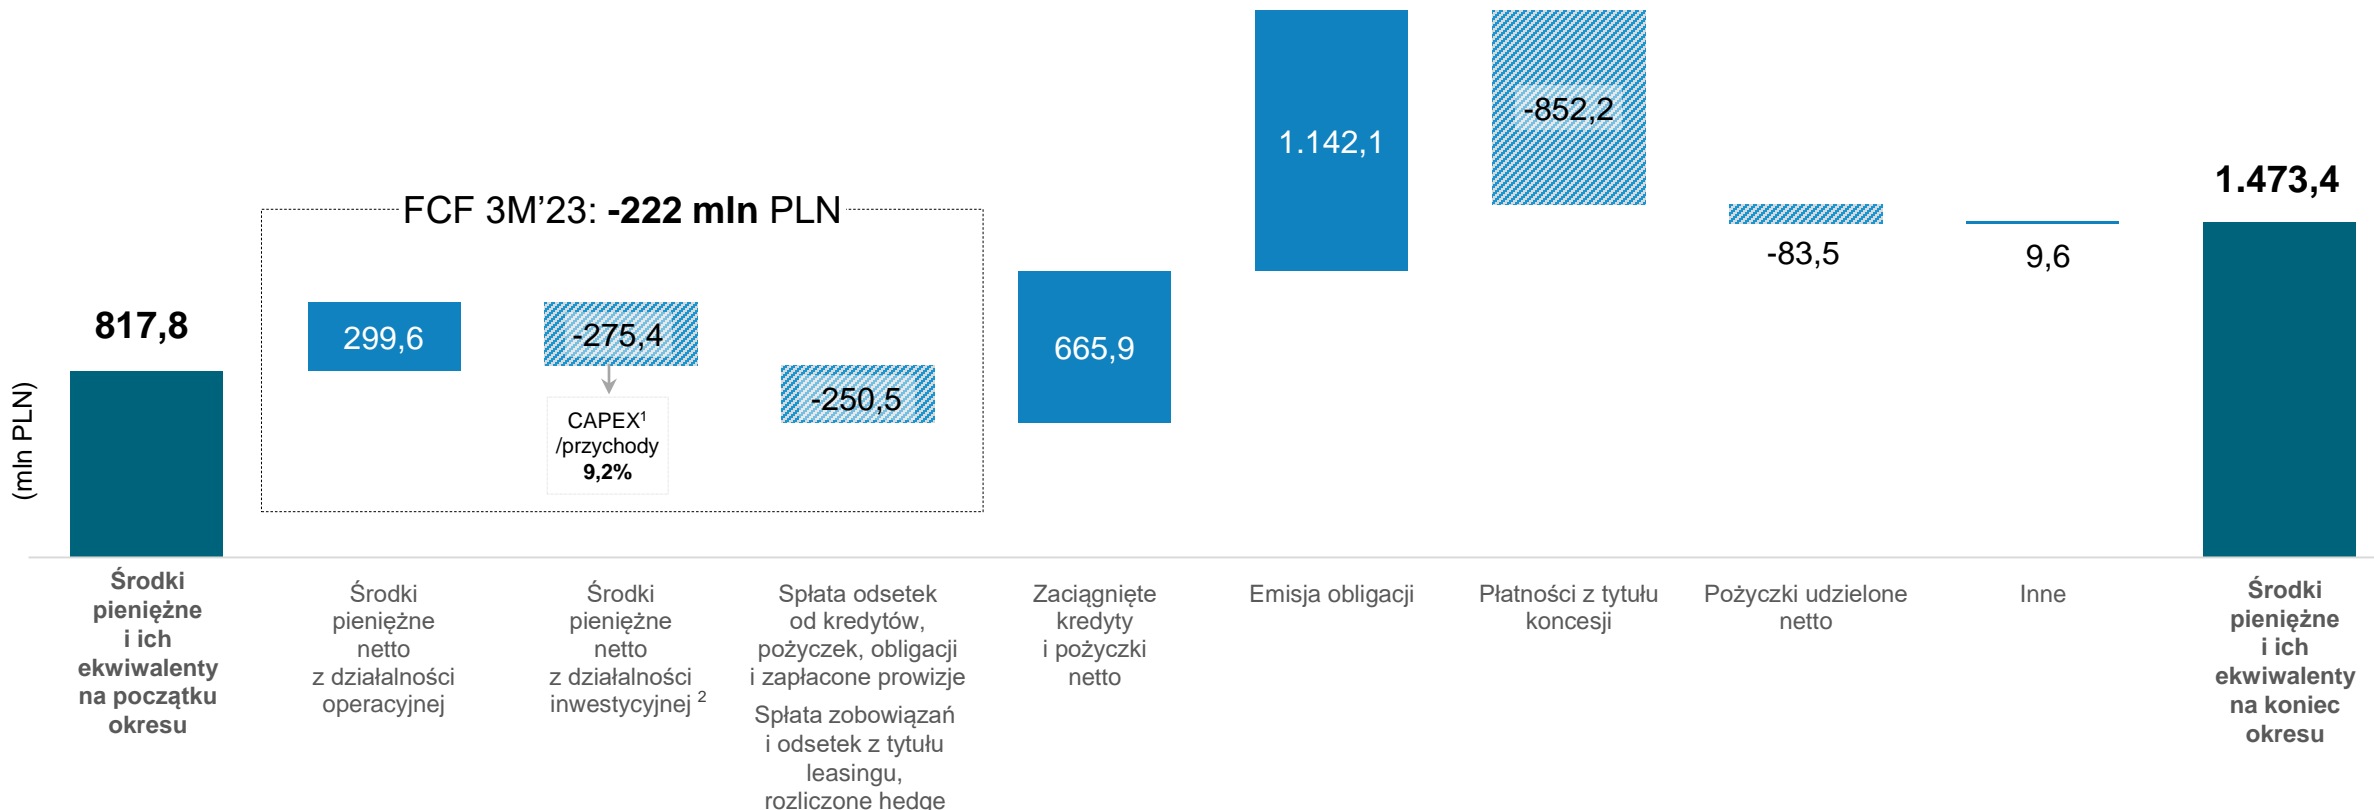 1.142,1
-852,2
1.473,4
FCF 3M’23: -222 mln PLN
-83,5
9,6
817,8
299,6
-275,4
-250,5
665,9
(mln PLN)
CAPEX¹
/przychody
9,2%
Środki
pieniężne
i ich
ekwiwalenty
na początku
okresu
Środki
pieniężne
netto
z działalności
operacyjnej
Środki
pieniężne
netto
z działalności
inwestycyjnej ²
Spłata odsetek
od kredytów,
pożyczek, obligacji
i zapłacone prowizje
Spłata zobowiązań
i odsetek z tytułu
leasingu,
rozliczone hedge
Zaciągnięte
kredyty
i pożyczki
netto
Emisja obligacji
Płatności z tytułu
koncesji
Pożyczki udzielone
netto
Inne
Środki
pieniężne
i ich
ekwiwalenty
na koniec
okresu